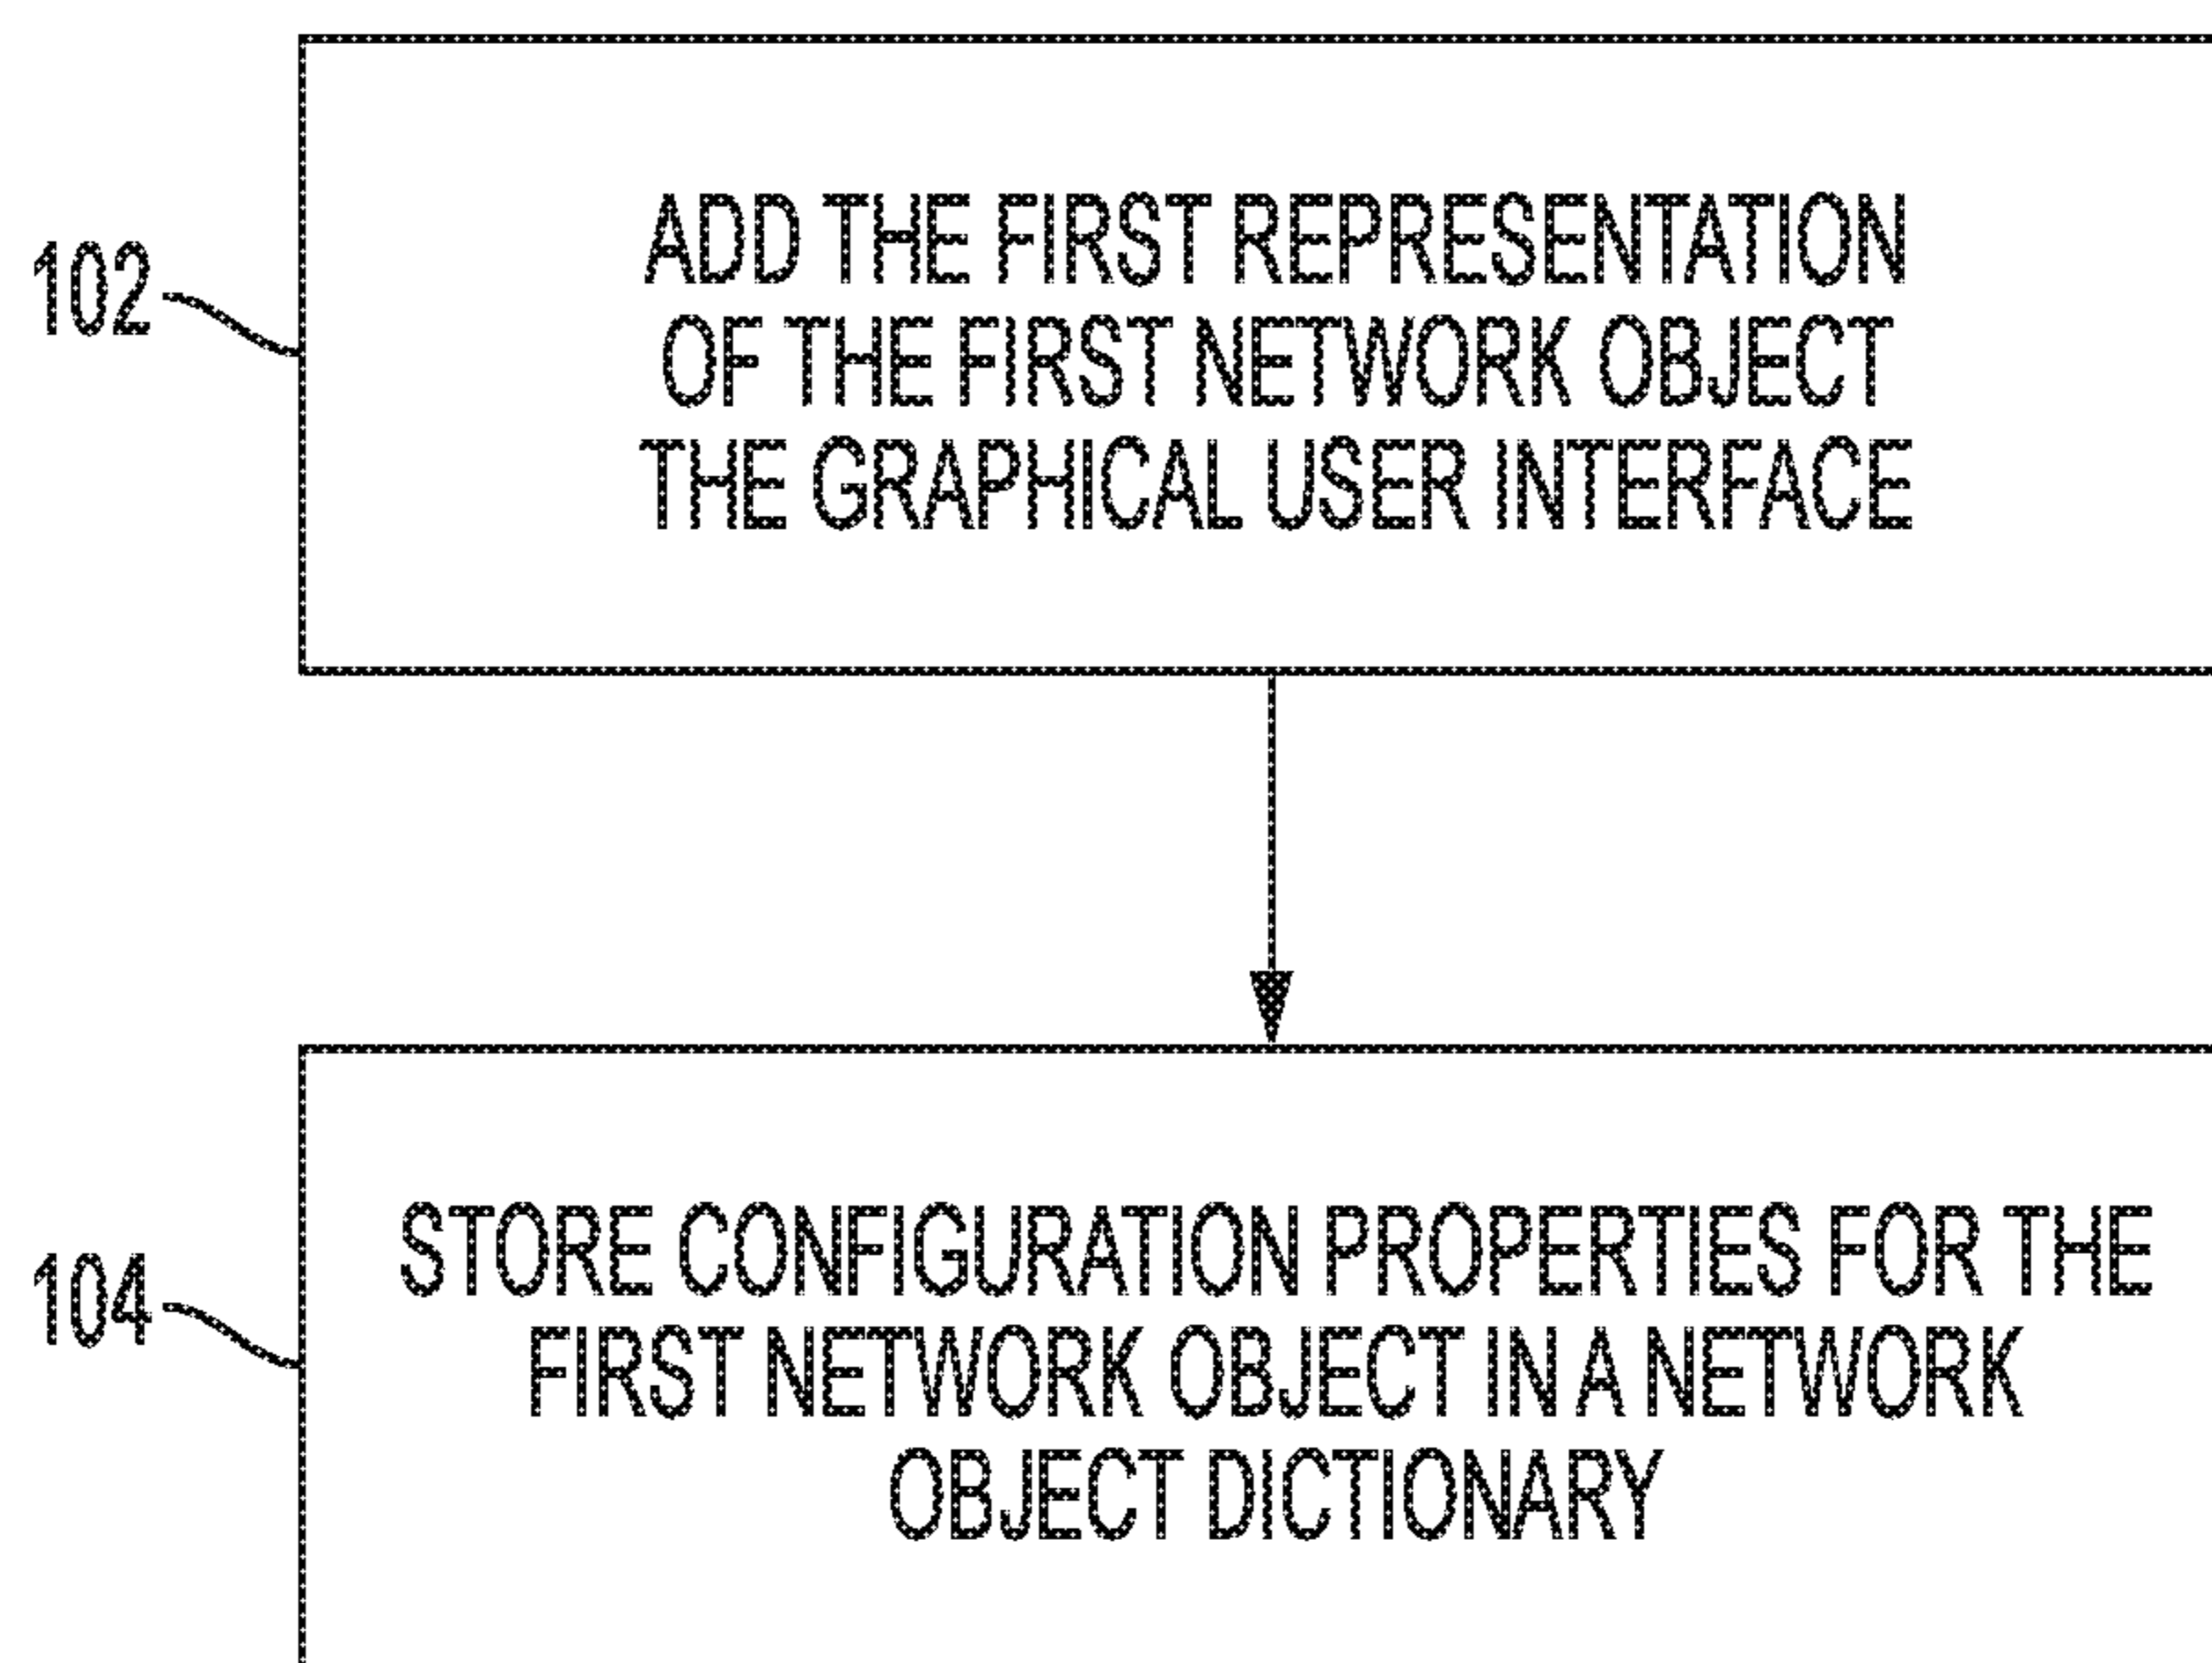 102
ADD THE FIRST REPRESENTATION
OF THE FIRST NETWORK OBJECT
THE GRAPHICAL USER INTERFACE
104
STORE CONFIGURATION PROPERTIES FOR THE
FIRST NETWORK OBJECT IN A NETWORK
OBJECT DICTIONARY